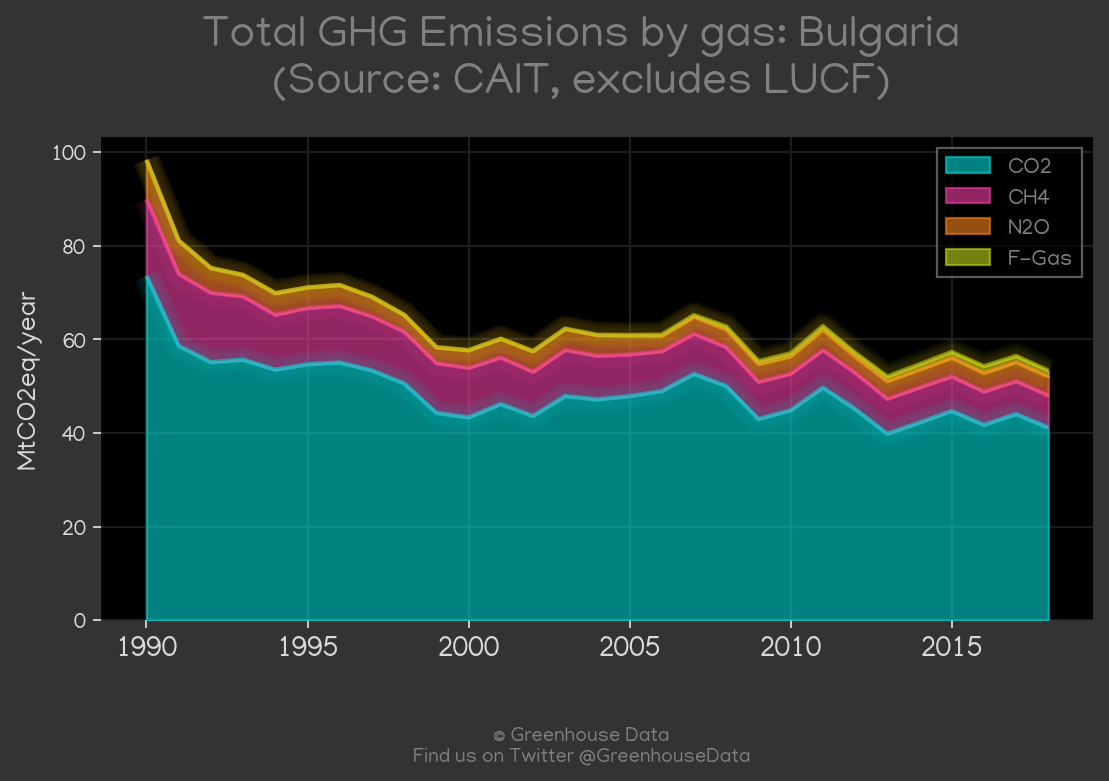 Total GHG Emissions by gas: Bulgaria
(Source: CAIT, excludes LUCF)
100
80
60
40
20
0
MtCO2eq/year
CO2
CH4
N2O
F-Gas
1990 1995 2000 2005 2010 2015
© Greenhouse Data
Find us on Twitter @GreenhouseData